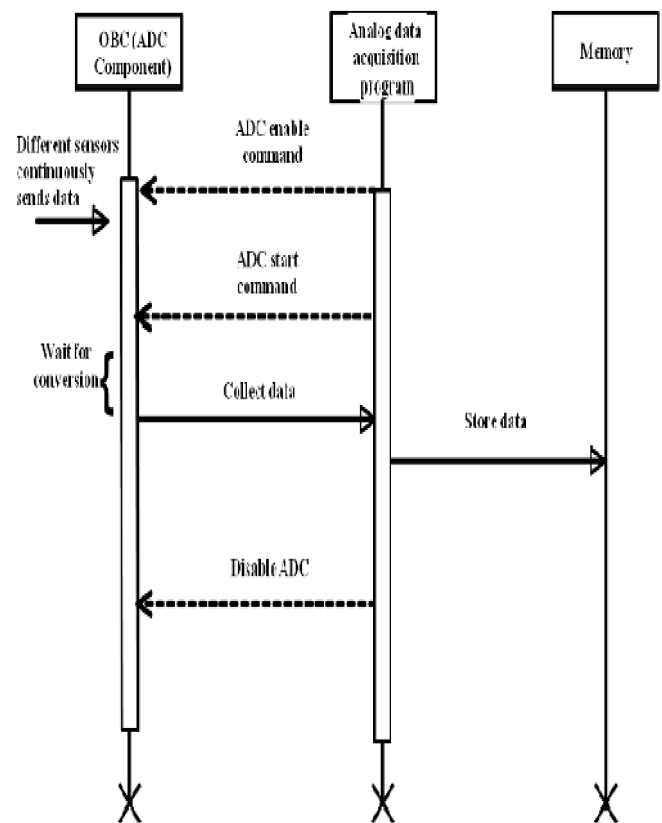 OBC (ADC
Component)
Analog data
acquisition
program
Memory
ADC enable
command
Different sensors
continuously
sends data
ADC start
command
Wait for
conversion
Collect data
Store data
Disable ADC